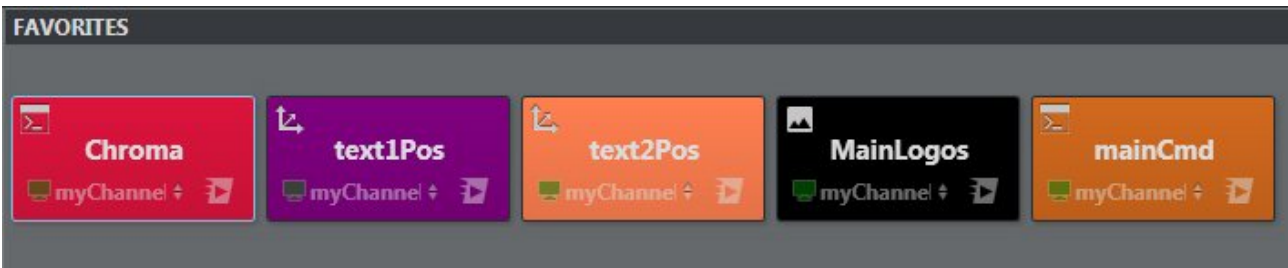 FAVORITES
Chroma
myChannel
text1Pos
myChannel
text2Pos
myChannel
MainLogos
myChannel
mainCmd
myChannel